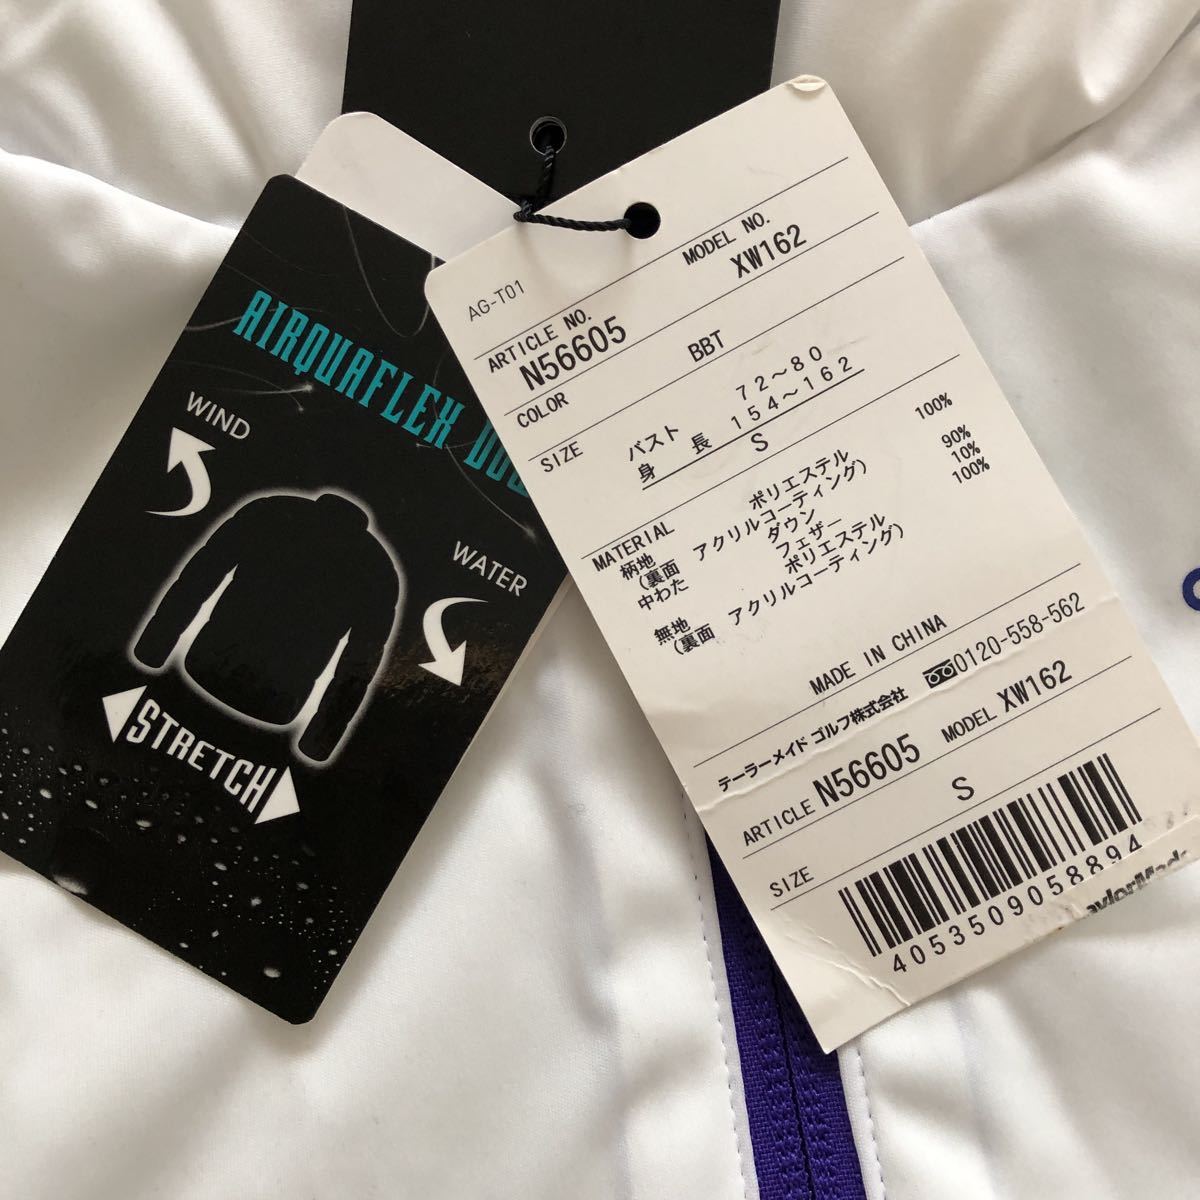 AIRQUAFLEX
WIND
WATER
STRETCH
AG-T01
MODEL NO.
XW162
ARTICLE NO.
N56605
COLOR BBT
SIZE バスト 72～80
身 長 154～162
S
MATERIAL
柄地 ポリエステル 100%
(裏面 アクリルコーティング)
中わた ダウン 90%
フェザー 10%
無地 ポリエステル 100%
(裏面 アクリルコーティング)
MADE IN CHINA
テーラーメイド ゴルフ株式会社 0120-558-562
ARTICLE N56605 MODEL XW162
SIZE S
4053509058894
aylorMade